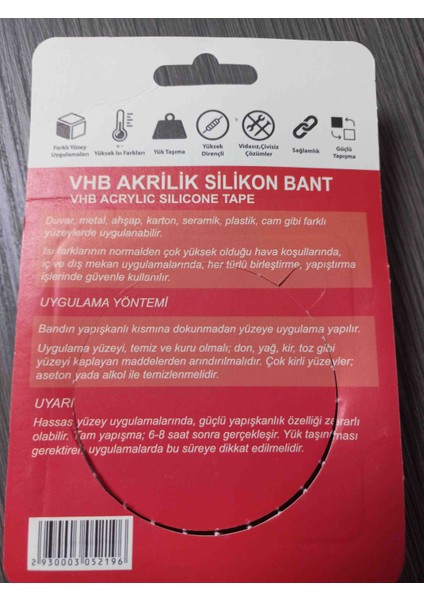 Farklı Yüzey
Uygulamaları
Yüksek Isı Farkları
Yük Taşıma
Yüksek
Dirençli
Vidasız,Çivisiz
Çözümler
Sağlamlık
Güçlü
Yapışma
VHB AKRİLİK SİLİKON BANT
VHB ACRYLIC SILICONE TAPE
Duvar, metal, ahşap, karton, seramik, plastik, cam gibi farklı
yüzeylerde uygulanabilir.
Isı farklarının normalden çok yüksek olduğu hava koşullarında,
iç ve dış mekan uygulamalarında, her türlü birleştirme, yapıştırma
işlerinde güvenle kullanılır.
UYGULAMA YÖNTEMİ
Bandın yapışkanlı kısmına dokunmadan yüzeye uygulama yapılır.
Uygulama yüzeyi, temiz ve kuru olmalı; don, yağ, kir, toz gibi
yüzeyi kaplayan maddelerden arındırılmalıdır. Çok kirli yüzeyler;
aseton yada alkol ile temizlenmelidir.
UYARI
Hassas yüzey uygulamalarında, güçlü yapışkanlık özelliği zararlı
olabilir. Tam yapışma; 6-8 saat sonra gerçekleşir. Yük taşınması
gerektiren uygulamalarda bu süreye dikkat edilmelidir.
2 930003 052196